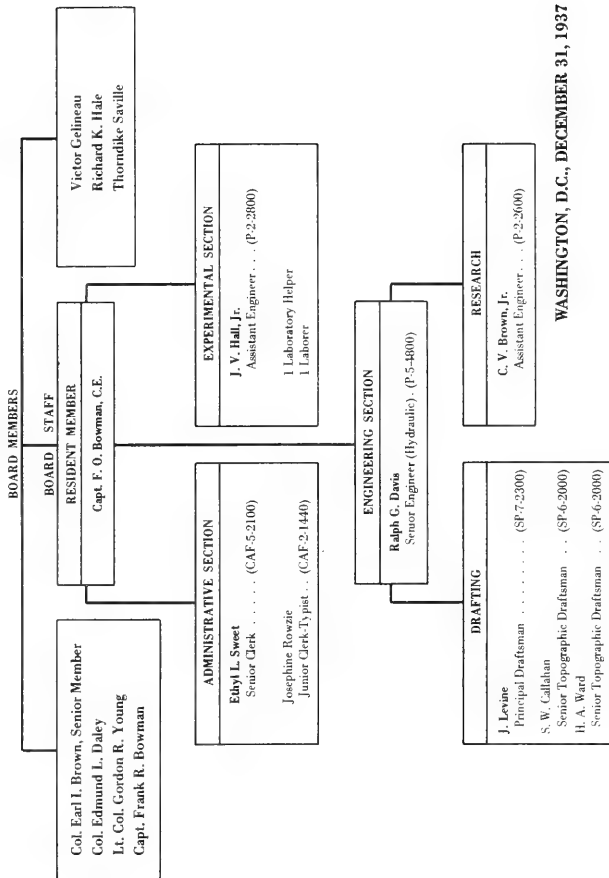 BOARD MEMBERS
Col. Earl I. Brown, Senior Member
Col. Edmund L. Daley
Lt. Col. Gordon R. Young
Capt. Frank R. Bowman
BOARD STAFF
RESIDENT MEMBER
Capt. F. O. Bowman, C.E.
Victor Gelineau
Richard K. Hale
Thorndike Saville
ADMINISTRATIVE SECTION
Ethyl L. Sweet
Senior Clerk . . . . . . (CAF-5-2100)
Josephine Rowzie
Junior Clerk-Typist . . (CAF-2-1440)
EXPERIMENTAL SECTION
J. V. Hall, Jr.
Assistant Engineer. . . (P-2-2800)
1 Laboratory Helper
1 Laborer
ENGINEERING SECTION
Ralph G. Davis
Senior Engineer (Hydraulic) . (P-5-4800)
DRAFTING
J. Levine
Principal Draftsman . . . . . . . . . (SP-7-2300)
S. W. Callahan
Senior Topographic Draftsman . . (SP-6-2000)
H. A. Ward
Senior Topographic Draftsman . . (SP-6-2000)
RESEARCH
C. V. Brown, Jr.
Assistant Engineer. . . (P-2-2600)
WASHINGTON, D.C., DECEMBER 31, 1937